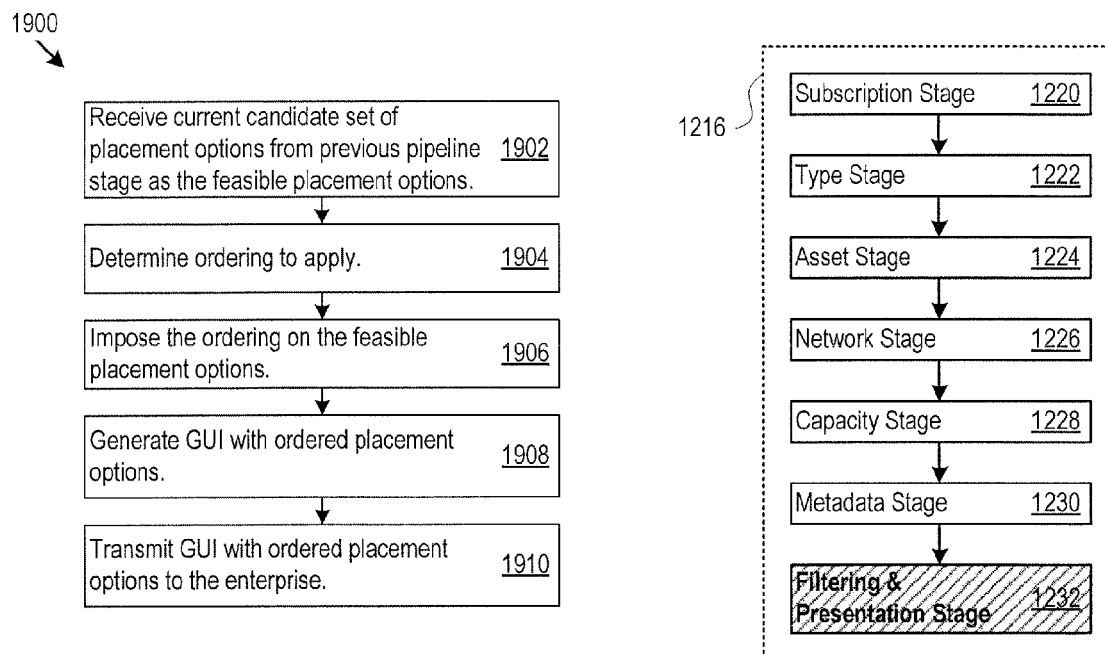 1900
Receive current candidate set of
placement options from previous pipeline 1902
stage as the feasible placement options.
Determine ordering to apply. 1904
Impose the ordering on the feasible 1906
placement options.
Generate GUI with ordered placement 1908
options.
Transmit GUI with ordered placement 1910
options to the enterprise.
1216
Subscription Stage 1220
Type Stage 1222
Asset Stage 1224
Network Stage 1226
Capacity Stage 1228
Metadata Stage 1230
Filtering & 1232
Presentation Stage